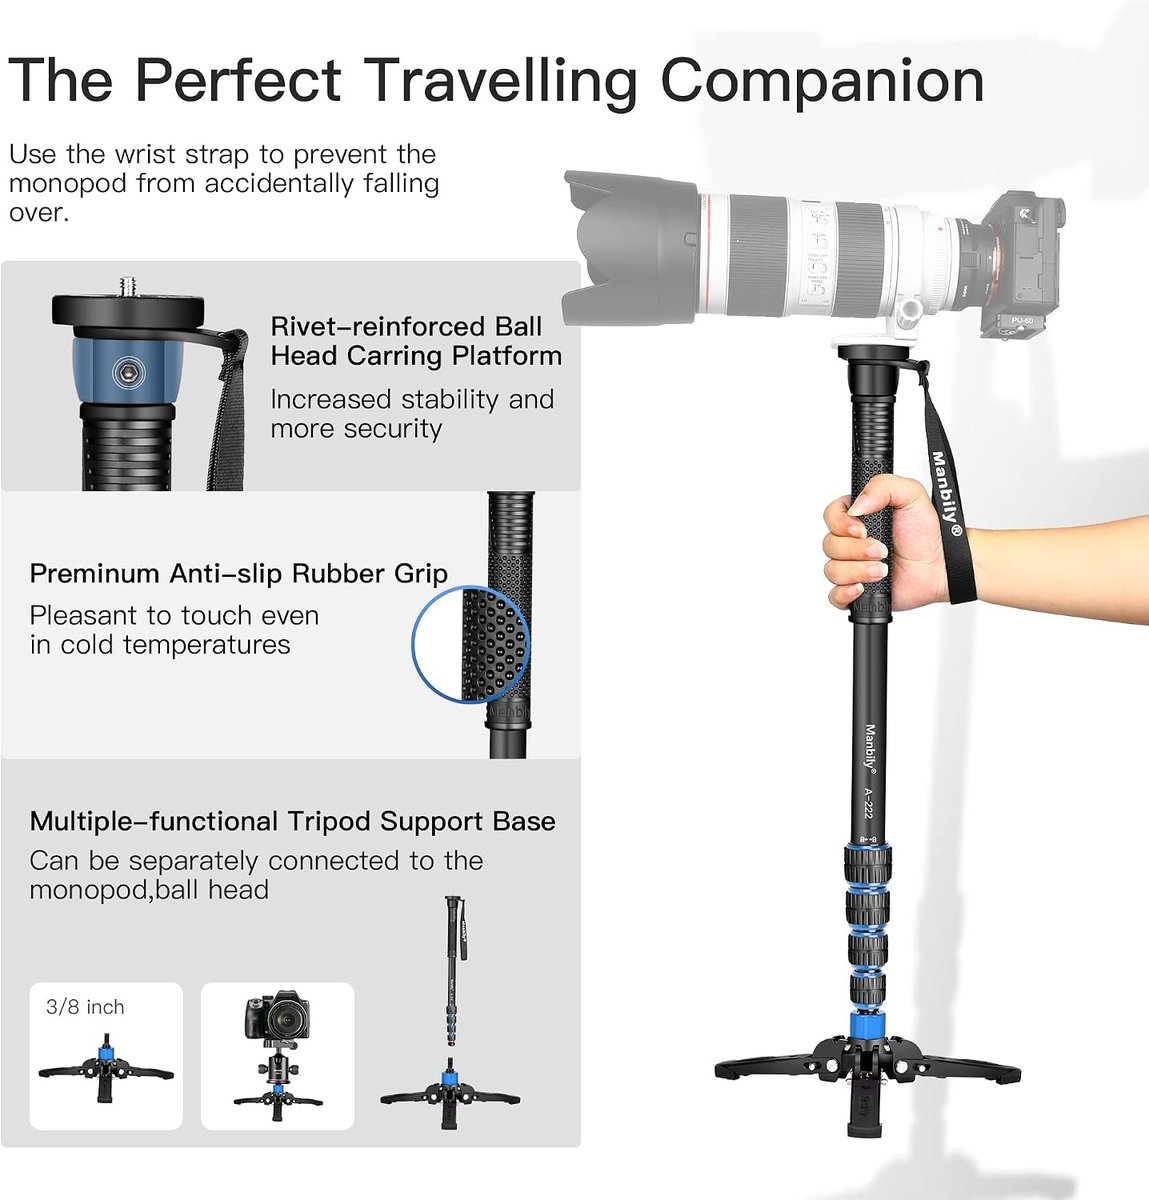 The Perfect Travelling Companion
Use the wrist strap to prevent the
monopod from accidentally falling
over.
Rivet-reinforced Ball
Head Carring Platform
Increased stability and
more security
Preminum Anti-slip Rubber Grip
Pleasant to touch even
in cold temperatures
Manbily
Multiple-functional Tripod Support Base
Can be separately connected to the
monopod,ball head
3/8 inch
PU-60
Manbily®
Manbily
Manbily® A-222